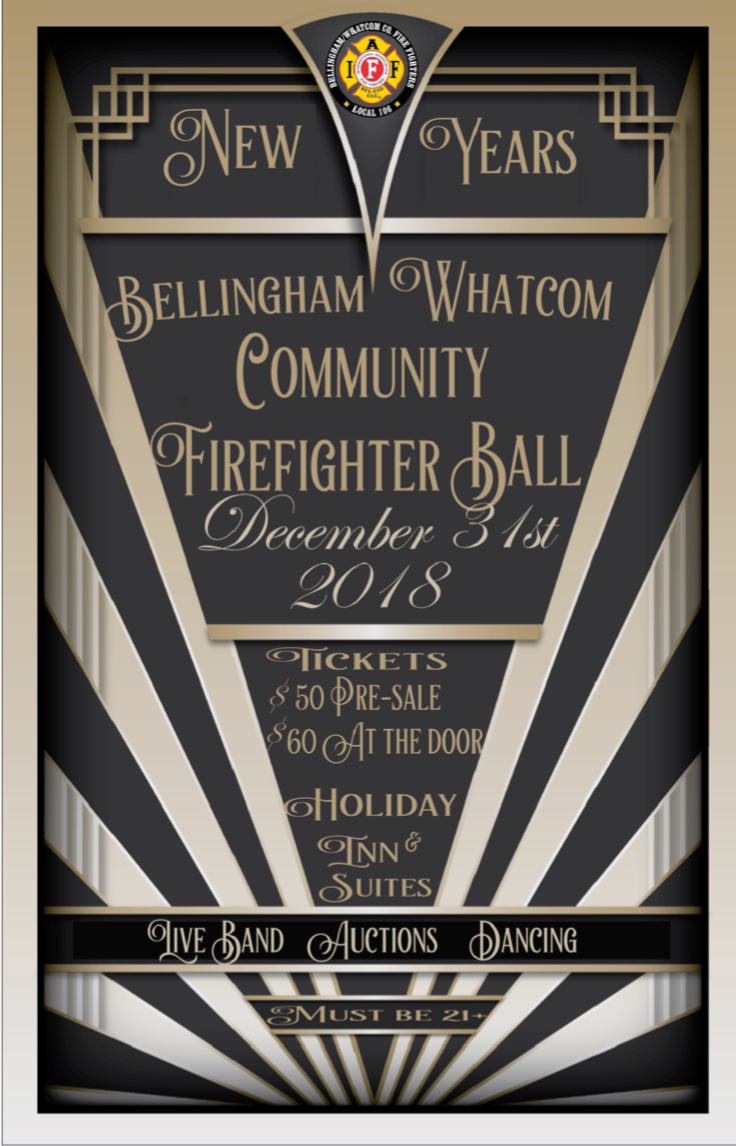 BELLINGHAM/WHATCOM CO. FIRE FIGHTERS
I A F F
LOCAL 106
New Years
Bellingham Whatcom
Community
Firefighter Ball
December 31st
2018
Tickets
$50 Pre-sale
$60 At the door
Holiday
Inn &
Suites
Live Band Auctions Dancing
Must be 21+